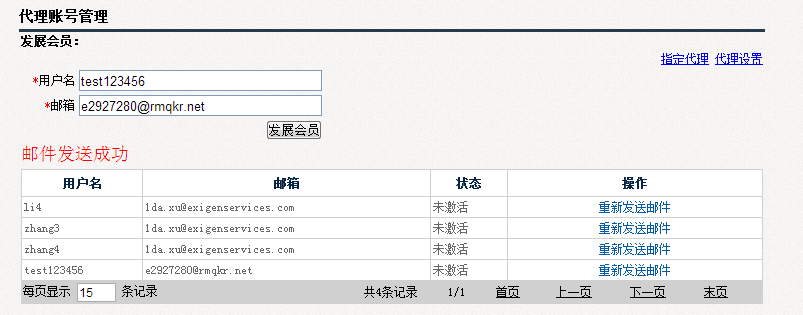 代理账号管理
发展会员：
指定代理 代理设置
*用户名 test123456
*邮箱 e2927280@rmqkr.net
发展会员
邮件发送成功
用户名 邮箱 状态 操作
li4 lda.xu@exigenservices.com 未激活 重新发送邮件
zhang3 lda.xu@exigenservices.com 未激活 重新发送邮件
zhang4 lda.xu@exigenservices.com 未激活 重新发送邮件
test123456 e2927280@rmqkr.net 未激活 重新发送邮件
每页显示 15 条记录 共4条记录 1/1 首页 上一页 下一页 末页